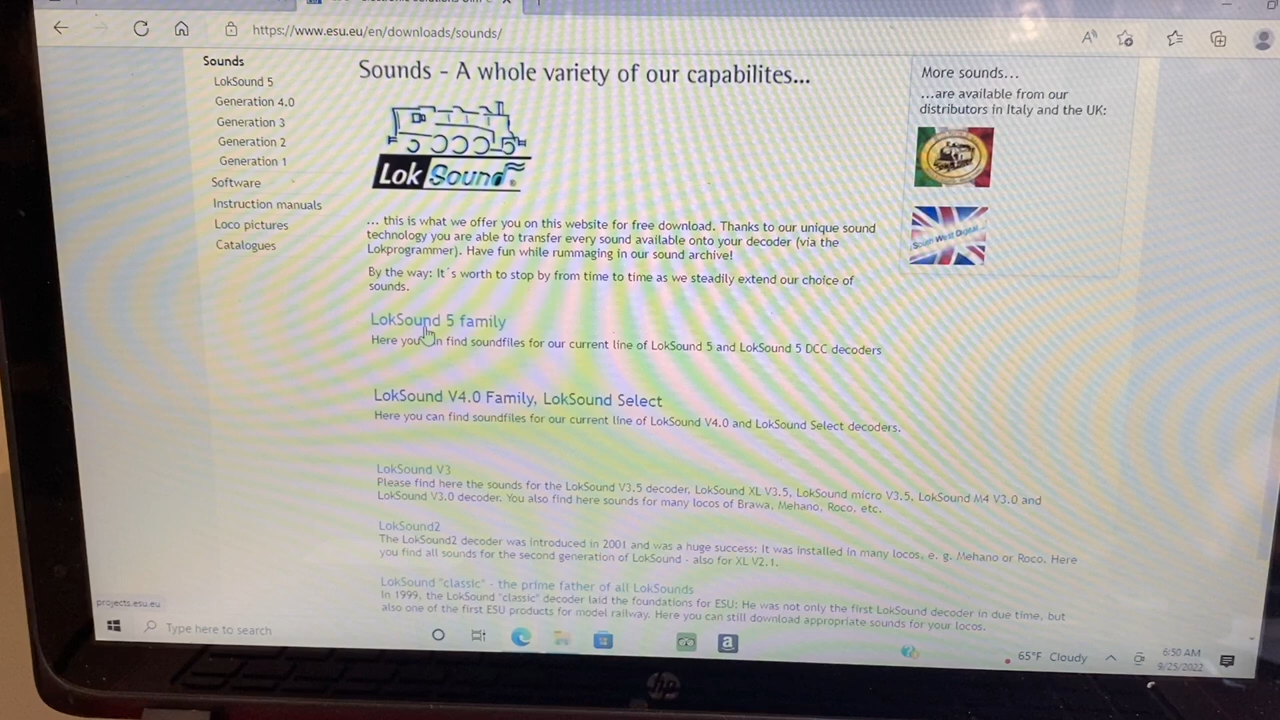 https://www.esu.eu/en/downloads/sounds/
Sounds
LokSound 5
Generation 4.0
Generation 3
Generation 2
Generation 1
Software
Instruction manuals
Loco pictures
Catalogues
Sounds - A whole variety of our capabilites...
Lok Sound
... this is what we offer you on this website for free download. Thanks to our unique sound
technology you are able to transfer every sound available onto your decoder (via the
Lokprogrammer). Have fun while rummaging in our sound archive!
By the way: It´s worth to stop by from time to time as we steadily extend our choice of
sounds.
LokSound 5 family
Here you n find soundfiles for our current line of LokSound 5 and LokSound 5 DCC decoders
LokSound V4.0 Family, LokSound Select
Here you can find soundfiles for our current line of LokSound V4.0 and LokSound Select decoders.
LokSound V3
Please find here the sounds for the LokSound V3.5 decoder, LokSound XL V3.5, LokSound micro V3.5, LokSound M4 V3.0 and
LokSound V3.0 decoder. You also find here sounds for many locos of Brawa, Mehano, Roco, etc.
LokSound2
The LokSound2 decoder was introduced in 2001 and was a huge success: It was installed in many locos, e. g. Mehano or Roco. Here
you find all sounds for the second generation of LokSound - also for XL V2.1.
LokSound "classic" - the prime father of all LokSounds
In 1999, the LokSound "classic" decoder laid the foundations for ESU: He was not only the first LokSound decoder in due time, but
also one of the first ESU products for model railway. Here you can still download appropriate sounds for your locos.
More sounds...
...are available from our
distributors in Italy and the UK:
South West Digital
projects.esu.eu
Type here to search
65°F Cloudy
6:50 AM
9/25/2022
hp